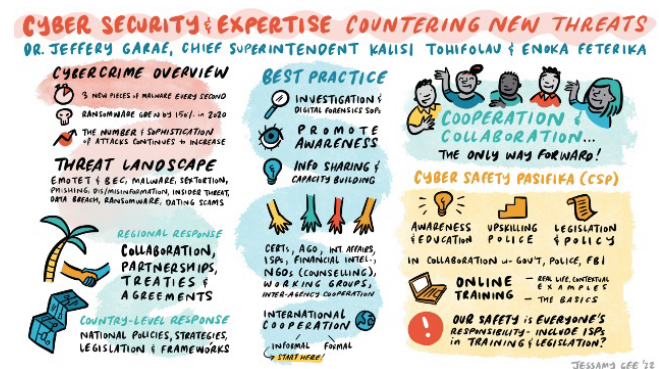 CYBER SECURITY & EXPERTISE COUNTERING NEW THREATS
DR. JEFFERY GARAE, CHIEF SUPERINTENDENT KALISI TOHIFOLAU & ENOKA FETERIKA
CYBERCRIME OVERVIEW
3 NEW PIECES OF MALWARE EVERY SECOND
RANSOMWARE GREW BY 151% IN 2020
THE NUMBER & SOPHISTICATION
OF ATTACKS CONTINUES TO INCREASE
THREAT LANDSCAPE
EMOTET & BEC, MALWARE, SEXTORTION,
PHISHING, DIS/MISINFORMATION, INSIDER THREAT,
DATA BREACH, RANSOMWARE, DATING SCAMS
REGIONAL RESPONSE
COLLABORATION,
PARTNERSHIPS,
TREATIES &
AGREEMENTS
COUNTRY-LEVEL RESPONSE
NATIONAL POLICIES, STRATEGIES,
LEGISLATION & FRAMEWORKS
BEST PRACTICE
INVESTIGATION &
DIGITAL FORENSICS SOPs
PROMOTE
AWARENESS
INFO SHARING &
CAPACITY BUILDING
CERTS, AGO, INT. AFFAIRS,
ISPs, FINANCIAL INTEL.,
NGOs (COUNSELLING),
WORKING GROUPS,
INTER-AGENCY COOPERATION
INTERNATIONAL
COOPERATION
INFORMAL FORMAL
START HERE!
COOPERATION &
COLLABORATION...
THE ONLY WAY FORWARD!
CYBER SAFETY PASIFIKA (CSP)
AWARENESS
& EDUCATION
UPSKILLING
POLICE
LEGISLATION
& POLICY
IN COLLABORATION W- GOV'T, POLICE, FBI
ONLINE
TRAINING
- REAL LIFE, CONTEXTUAL
EXAMPLES
- THE BASICS
OUR SAFETY IS EVERYONE'S
RESPONSIBILITY- INCLUDE ISPs
IN TRAINING & LEGISLATION?
JESSAMY GEE '22